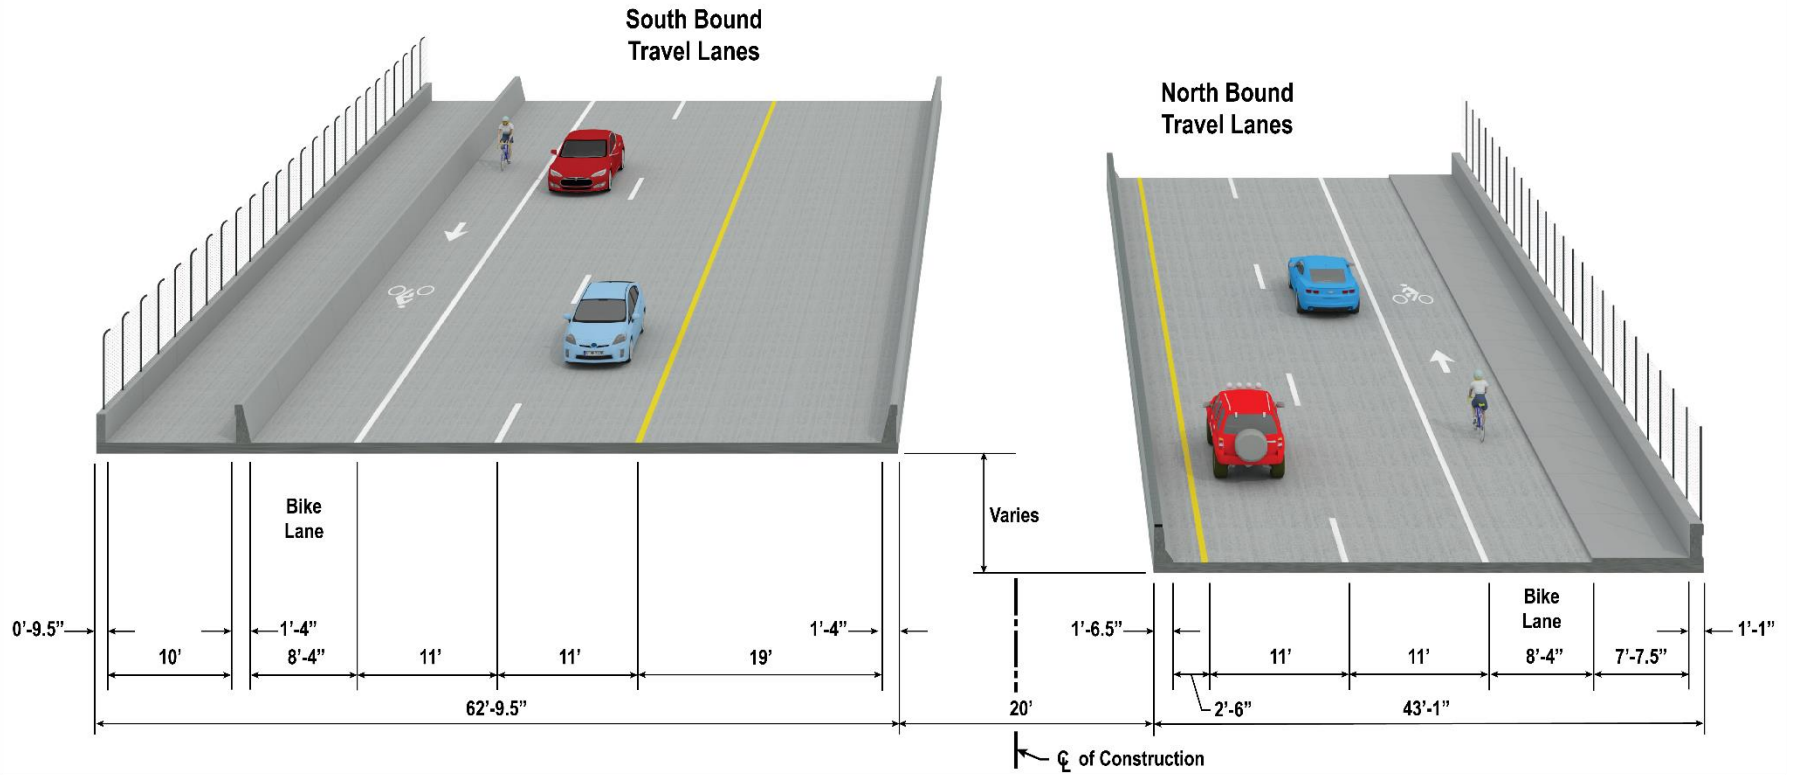 South Bound
Travel Lanes
North Bound
Travel Lanes
Bike
Lane
Varies
0’-9.5”
1’-4”
1’-4”
10’
8’-4”
11’
11’
19’
62’-9.5”
20’
℄ of Construction
Bike
Lane
1’-6.5”
1’-1”
11’
11’
8’-4”
7’-7.5”
2’-6”
43’-1”